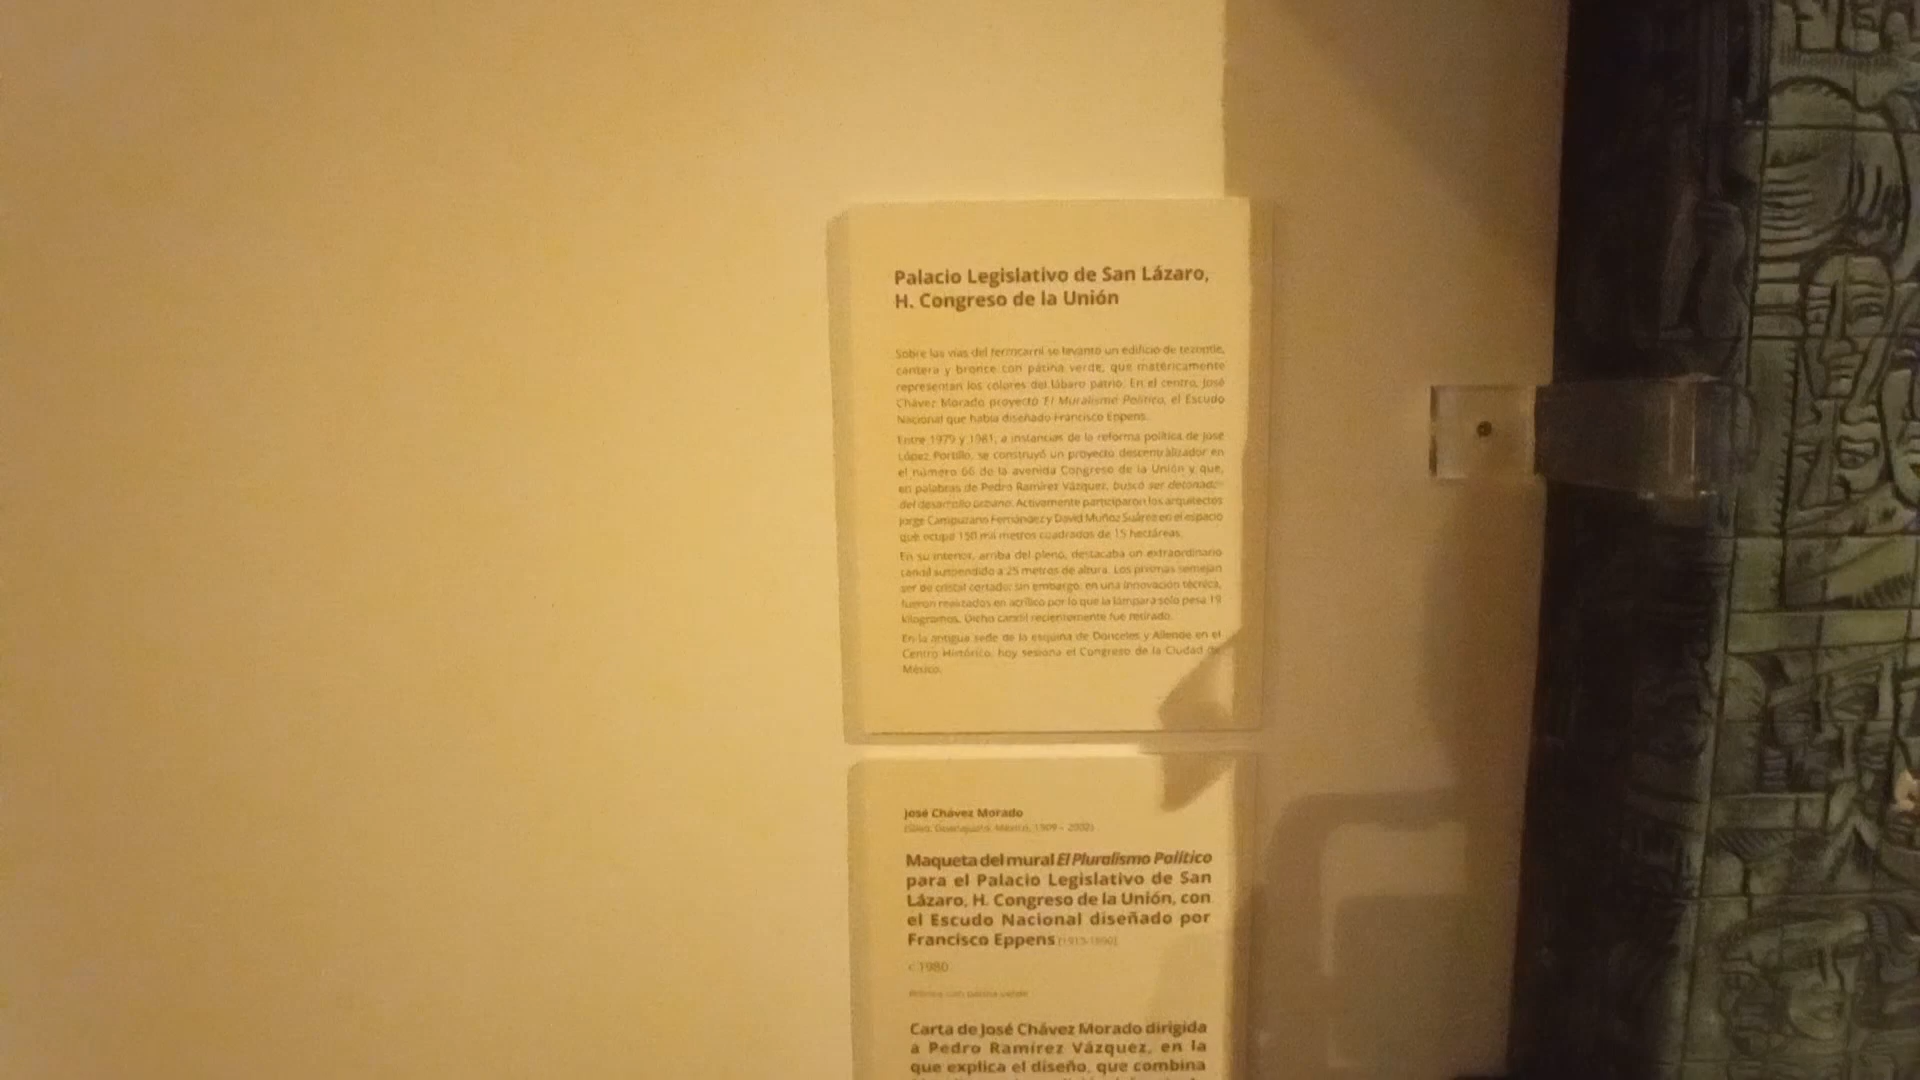 Palacio Legislativo de San Lázaro,
H. Congreso de la Unión
Sobre las vías del ferrocarril se levantó un edificio de tezontle,
cantera y bronce con pátina verde, que matéricamente
representan los colores del lábaro patrio. En el centro, José
Chávez Morado proyectó El Muralismo Político, el Escudo
Nacional que había diseñado Francisco Eppens.
Entre 1979 y 1981, a instancias de la reforma política de José
López Portillo, se construyó un proyecto descentralizador en
el número 66 de la avenida Congreso de la Unión y que,
en palabras de Pedro Ramírez Vázquez, buscó ser
del desarrollo urbano. Activamente participaron los arquitectos
Jorge Campuzano Fernández y David Muñoz Suárez en el espacio
que ocupa 150 mil metros cuadrados de 15 hectáreas.
En su interior, arriba del pleno, destacaba un extraordinario
candil suspendido a 25 metros de altura. Los prismas semejan
ser de cristal cortado; sin embargo, en una innovación técnica,
fueron realizados en acrílico por lo que la lámpara solo pesa 19
kilogramos. Dicho candil recientemente fue retirado.
En la antigua sede de la esquina de Donceles y Allende en el
Centro Histórico, hoy sesiona el Congreso de la Ciudad de
México.
José Chávez Morado
(Silao, Guanajuato, México, 1909 – 2002)
Maqueta del mural El Pluralismo Político
para el Palacio Legislativo de San
Lázaro, H. Congreso de la Unión, con
el Escudo Nacional diseñado por
Francisco Eppens
c 1980
Bronce con pátina verde
Carta de José Chávez Morado dirigida
a Pedro Ramírez Vázquez, en la
que explica el diseño, que combina